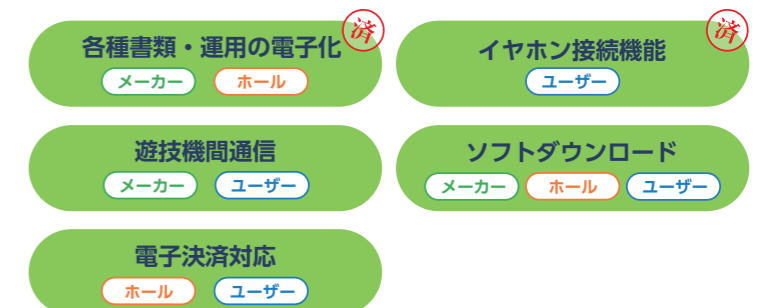 各種書類・運用の電子化
済
メーカー ホール
イヤホン接続機能
済
ユーザー
遊技機間通信
メーカー ユーザー
ソフトダウンロード
メーカー ホール ユーザー
電子決済対応
ホール ユーザー